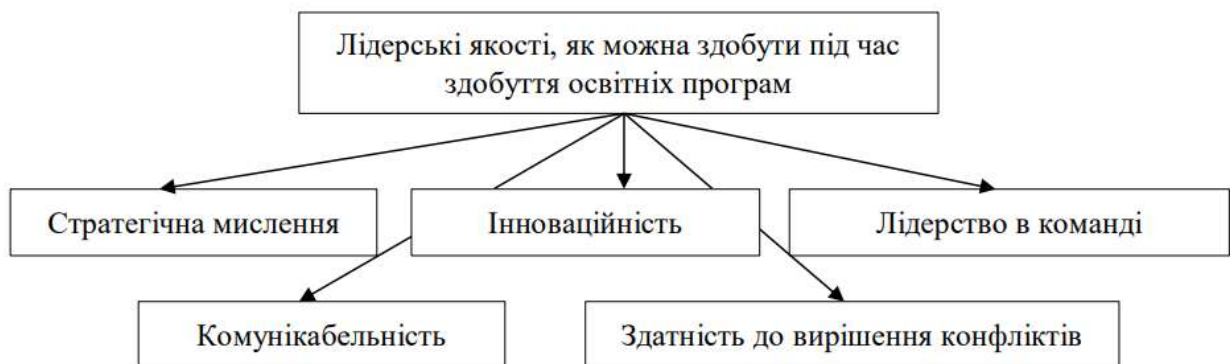 Лідерські якості, як можна здобути під час
здобуття освітніх програм
Стратегічна мислення
Інноваційність
Лідерство в команді
Комунікабельність
Здатність до вирішення конфліктів